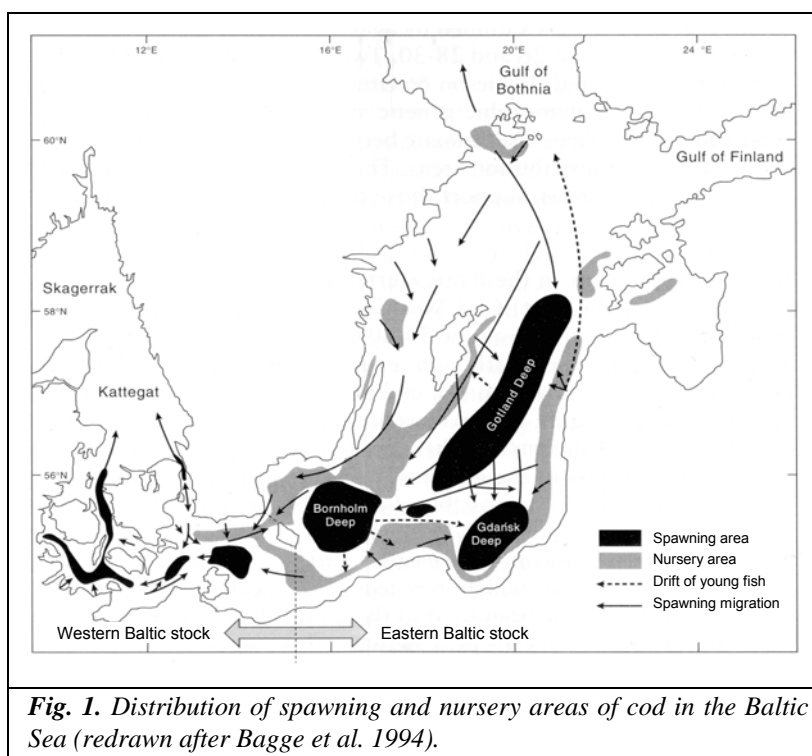 12°E
16°E
20°E
24 °E
Gulf of
Bothnia
60°N
Gulf of Finland
Skagerrak
58°N
Kattegat
Gotland Deep
56°N
Bornholm
Deep
Gdańsk
Deep
Spawning area
Nursery area
Drift of young fish
Spawning migration
Western Baltic stock
Eastern Baltic stock
Fig. 1. Distribution of spawning and nursery areas of cod in the Baltic
Sea (redrawn after Bagge et al. 1994).